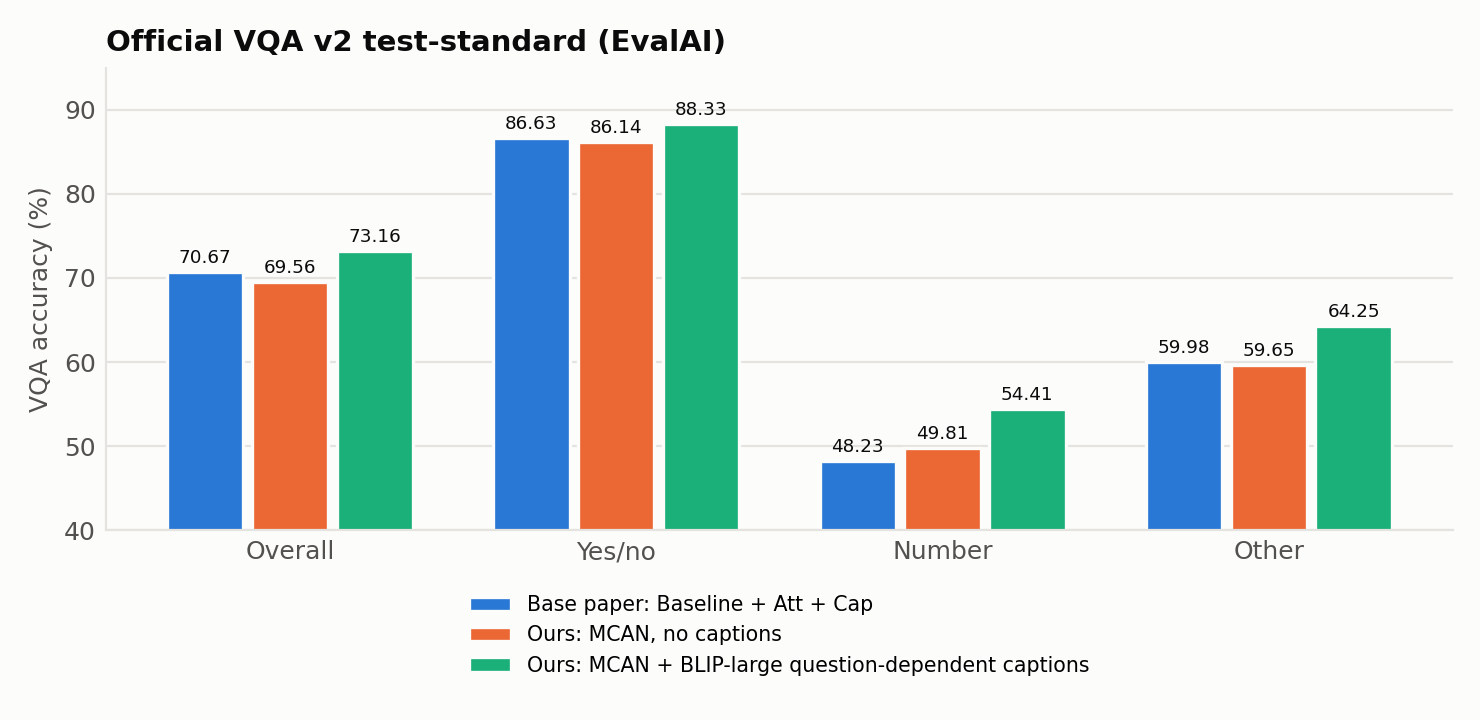 Official VQA v2 test-standard (EvalAI)
VQA accuracy (%)
90
80
70
60
50
40
70.67
69.56
73.16
86.63
86.14
88.33
48.23
49.81
54.41
59.98
59.65
64.25
Overall
Yes/no
Number
Other
Base paper: Baseline + Att + Cap
Ours: MCAN, no captions
Ours: MCAN + BLIP-large question-dependent captions